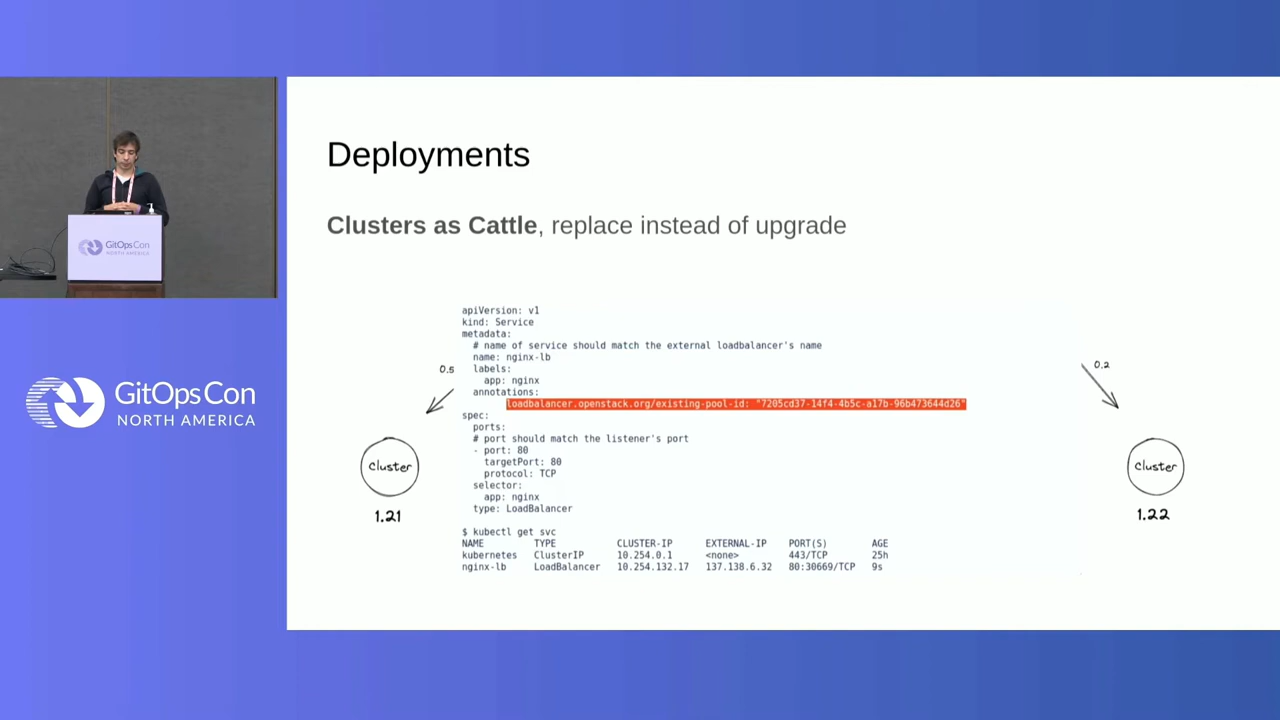 Deployments
Clusters as Cattle, replace instead of upgrade
apiVersion: v1
kind: Service
metadata:
# name of service should match the external loadbalancer's name
name: nginx-lb
labels:
app: nginx
annotations:
loadbalancer.openstack.org/existing-pool-id: "7205cd37-14f4-4b5c-a17b-96b473644d26"
spec:
ports:
# port should match the listener's port
- port: 80
targetPort: 80
protocol: TCP
selector:
app: nginx
type: LoadBalancer
$ kubectl get svc
NAME TYPE CLUSTER-IP EXTERNAL-IP PORT(S) AGE
kubernetes ClusterIP 10.254.0.1 <none> 443/TCP 25h
nginx-lb LoadBalancer 10.254.132.17 137.138.6.32 80:30669/TCP 9s
0.5
Cluster
1.21
0.2
Cluster
1.22
GitOpsCon
NORTH AMERICA
GitOpsCon
NORTH AMERICA